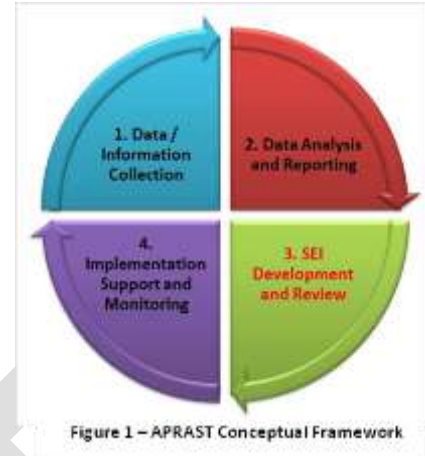 1. Data /
Information
Collection
2. Data Analysis
and Reporting
3. SEI
Development
and Review
4.
Implementation
Support and
Monitoring
Figure 1 – APRAST Conceptual Framework